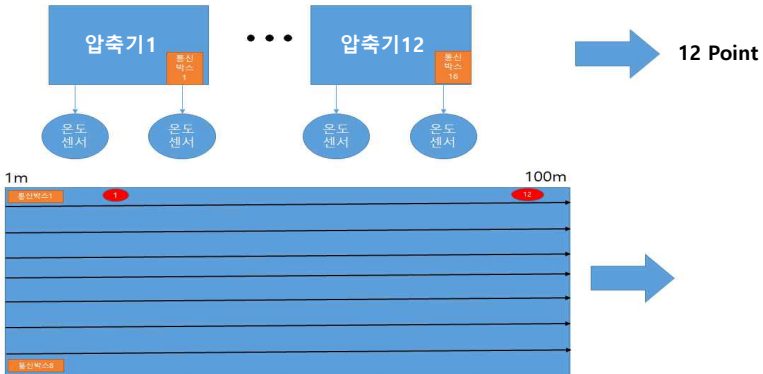 압축기1
통신
박스
1
• • •
압축기12
통신
박스
16
12 Point
온도
센서
온도
센서
온도
센서
온도
센서
1m
100m
통신박스1
1
12
통신박스8